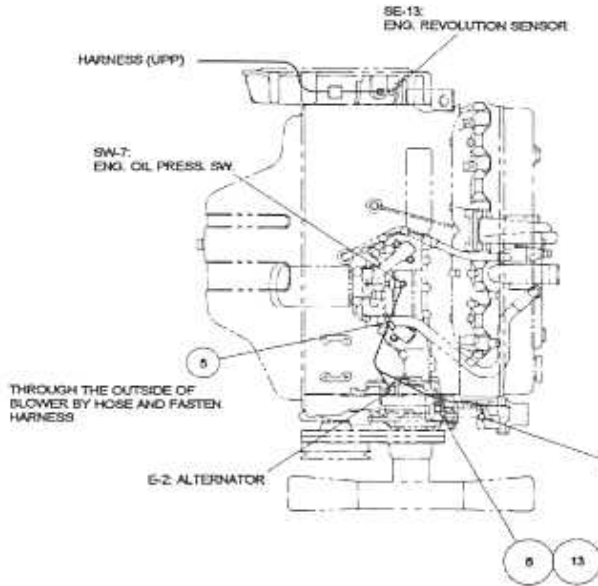 SE-13:
ENG. REVOLUTION SENSOR
HARNESS (UPP)
SW-7:
ENG. OIL PRESS. SW.
5
THROUGH THE OUTSIDE OF
BLOWER BY HOSE AND FASTEN
HARNESS
E-2: ALTERNATOR
6 13